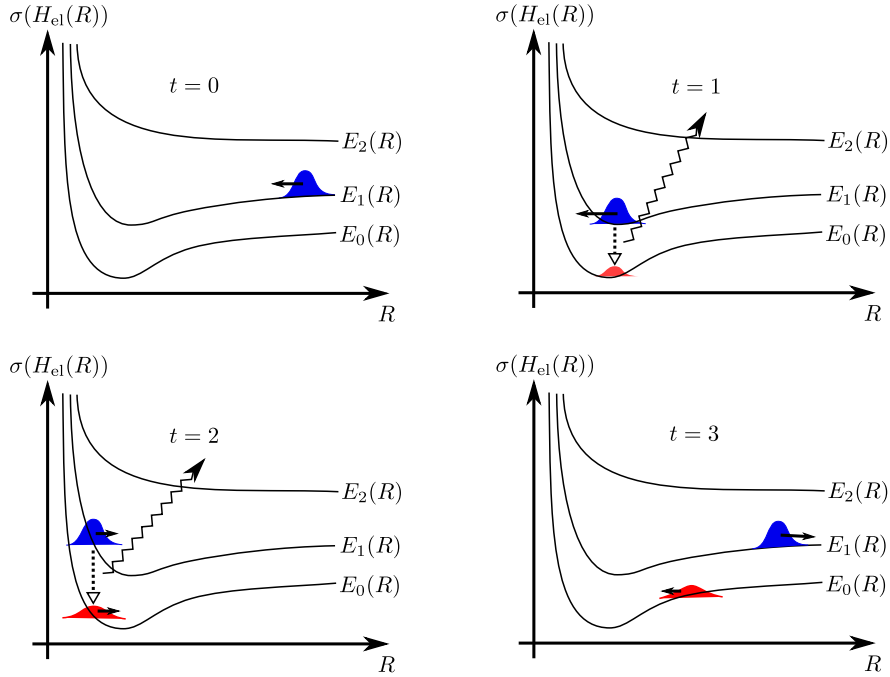 σ(H_el(R))
t = 0
E_2(R)
E_1(R)
E_0(R)
R
σ(H_el(R))
t = 1
E_2(R)
E_1(R)
E_0(R)
R
σ(H_el(R))
t = 2
E_2(R)
E_1(R)
E_0(R)
R
σ(H_el(R))
t = 3
E_2(R)
E_1(R)
E_0(R)
R